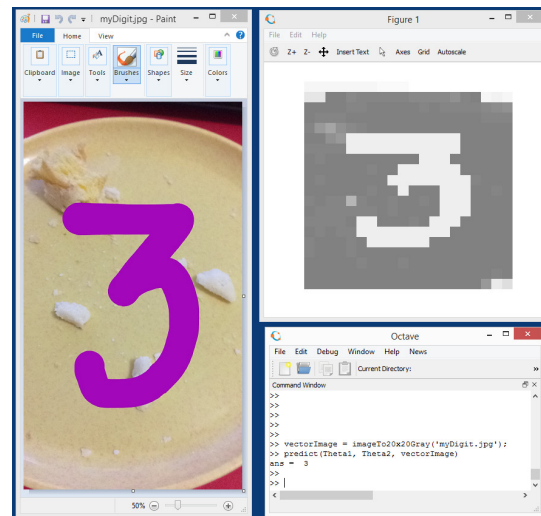 myDigit.jpg - Paint
File Home View
Clipboard Image Tools Brushes Shapes Size Colors
3
50%
Figure 1
File Edit Help
Z+ Z- Insert Text Axes Grid Autoscale
3
Octave
File Edit Debug Window Help News
Current Directory:
Command Window
>>
>>
>>
>>
>> vectorImage = imageTo20x20Gray('myDigit.jpg');
>> predict(Theta1, Theta2, vectorImage)
ans = 3
>>
>>